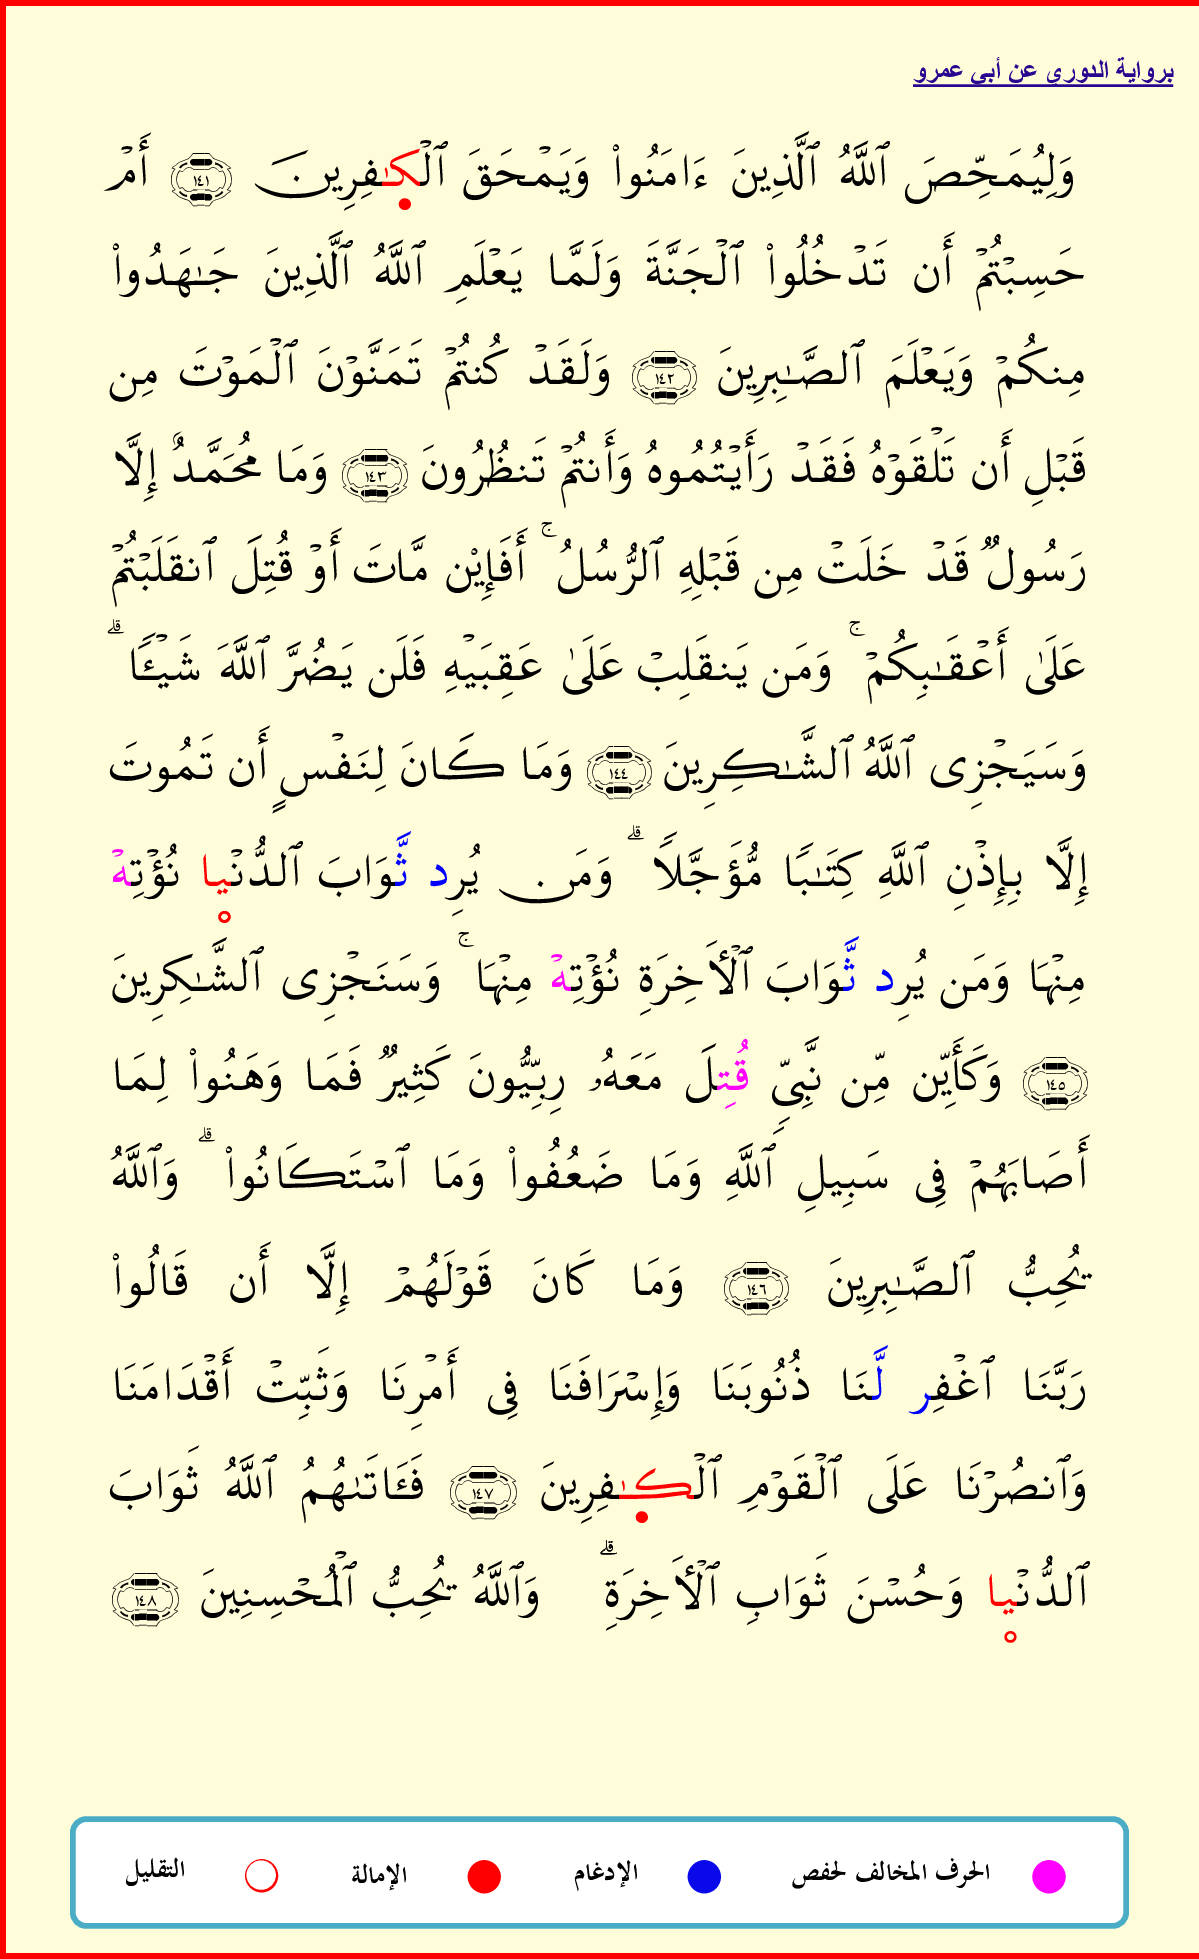 برواية الدوري عن أبي عمرو
وَلِيُمَحِّصَ ٱللَّهُ ٱلَّذِينَ ءَامَنُوا۟ وَيَمْحَقَ ٱلْكَـٰفِرِينَ ١٤١ أَمْ
حَسِبْتُمْ أَن تَدْخُلُوا۟ ٱلْجَنَّةَ وَلَمَّا يَعْلَمِ ٱللَّهُ ٱلَّذِينَ جَـٰهَدُوا۟
مِنكُمْ وَيَعْلَمَ ٱلصَّـٰبِرِينَ ١٤٢ وَلَقَدْ كُنتُمْ تَمَنَّوْنَ ٱلْمَوْتَ مِن
قَبْلِ أَن تَلْقَوْهُ فَقَدْ رَأَيْتُمُوهُ وَأَنتُمْ تَنظُرُونَ ١٤٣ وَمَا مُحَمَّدٌ إِلَّا
رَسُولٌ قَدْ خَلَتْ مِن قَبْلِهِ ٱلرُّسُلُ ۚ أَفَإِي۟ن مَّاتَ أَوْ قُتِلَ ٱنقَلَبْتُمْ
عَلَىٰ أَعْقَـٰبِكُمْ ۚ وَمَن يَنقَلِبْ عَلَىٰ عَقِبَيْهِ فَلَن يَضُرَّ ٱللَّهَ شَيْـًٔا ۗ
وَسَيَجْزِى ٱللَّهُ ٱلشَّـٰكِرِينَ ١٤٤ وَمَا كَانَ لِنَفْسٍ أَن تَمُوتَ
إِلَّا بِإِذْنِ ٱللَّهِ كِتَـٰبًا مُّؤَجَّلًا ۗ وَمَن يُرِد ثَّوَابَ ٱلدُّنْيا نُؤْتِهْ
مِنْهَا وَمَن يُرِد ثَّوَابَ ٱلْأَخِرَةِ نُؤْتِهْ مِنْهَا ۚ وَسَنَجْزِى ٱلشَّـٰكِرِينَ
١٤٥ وَكَأَيِّن مِّن نَّبِىٍّ قُتِلَ مَعَهُۥ رِبِّيُّونَ كَثِيرٌ فَمَا وَهَنُوا۟ لِمَا
أَصَابَهُمْ فِى سَبِيلِ ٱللَّهِ وَمَا ضَعُفُوا۟ وَمَا ٱسْتَكَانُوا۟ ۗ وَٱللَّهُ
يُحِبُّ ٱلصَّـٰبِرِينَ ١٤٦ وَمَا كَانَ قَوْلَهُمْ إِلَّا أَن قَالُوا۟
رَبَّنَا ٱغْفِر لَّنَا ذُنُوبَنَا وَإِسْرَافَنَا فِى أَمْرِنَا وَثَبِّتْ أَقْدَامَنَا
وَٱنصُرْنَا عَلَى ٱلْقَوْمِ ٱلْكَـٰفِرِينَ ١٤٧ فَـَٔاتَىٰهُمُ ٱللَّهُ ثَوَابَ
ٱلدُّنْيا وَحُسْنَ ثَوَابِ ٱلْأَخِرَةِ ۗ وَٱللَّهُ يُحِبُّ ٱلْمُحْسِنِينَ ١٤٨
الحرف المخالف لحفص الإدغام الإمالة التقليل